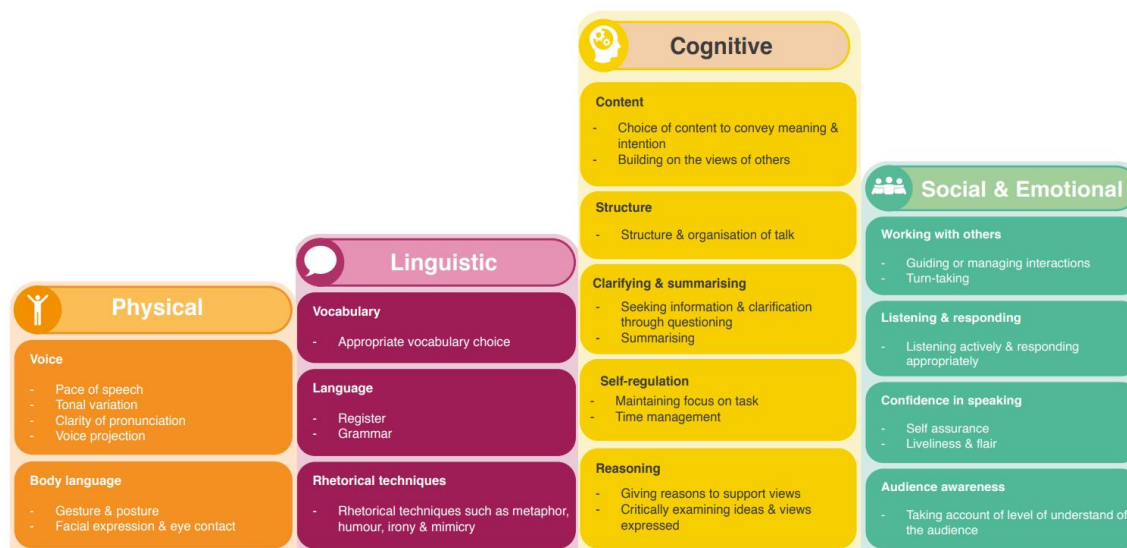 Physical
Voice
- Pace of speech
- Tonal variation
- Clarity of pronunciation
- Voice projection
Body language
- Gesture & posture
- Facial expression & eye contact
Linguistic
Vocabulary
- Appropriate vocabulary choice
Language
- Register
- Grammar
Rhetorical techniques
- Rhetorical techniques such as metaphor,
humour, irony & mimicry
Cognitive
Content
- Choice of content to convey meaning &
intention
- Building on the views of others
Structure
- Structure & organisation of talk
Clarifying & summarising
- Seeking information & clarification
through questioning
- Summarising
Self-regulation
- Maintaining focus on task
- Time management
Reasoning
- Giving reasons to support views
- Critically examining ideas & views
expressed
Social & Emotional
Working with others
- Guiding or managing interactions
- Turn-taking
Listening & responding
- Listening actively & responding
appropriately
Confidence in speaking
- Self assurance
- Liveliness & flair
Audience awareness
- Taking account of level of understand of
the audience